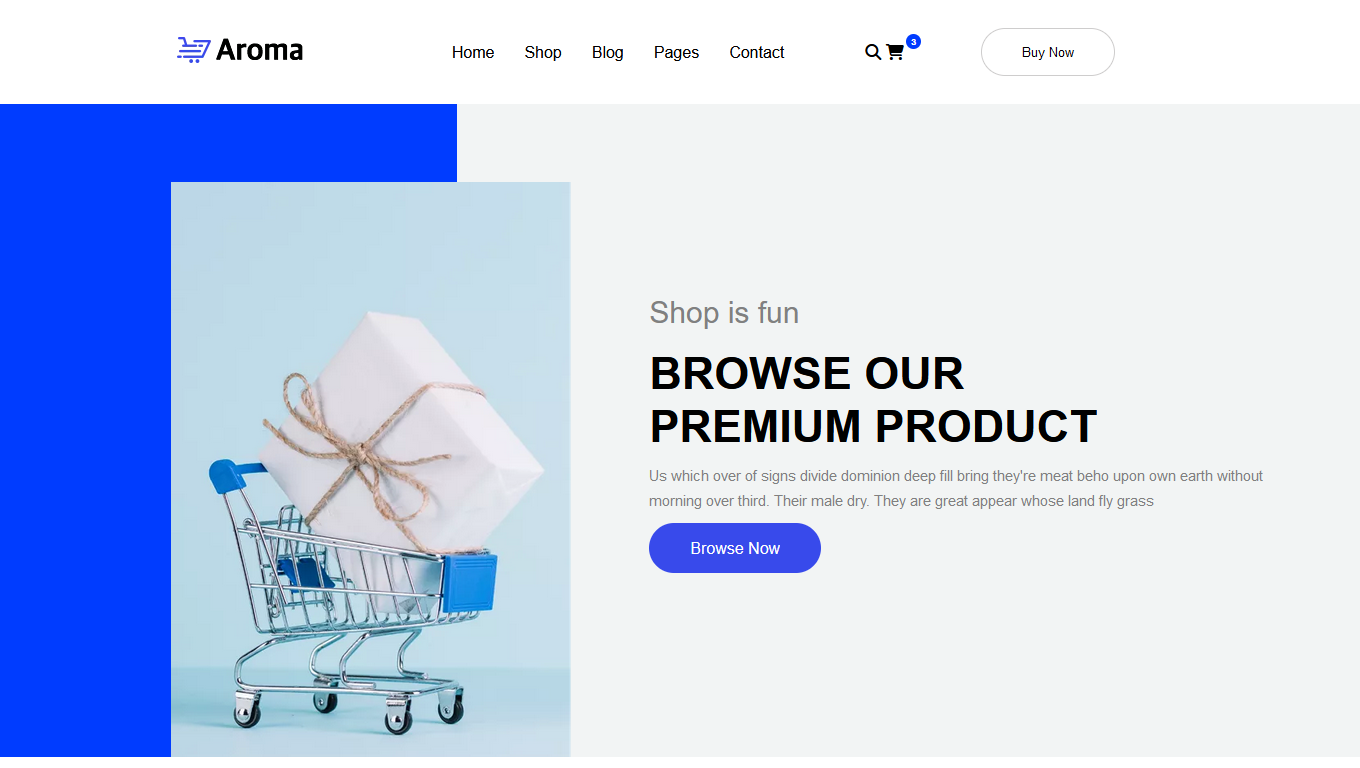 Aroma
Home Shop Blog Pages Contact
3
Buy Now
Shop is fun
BROWSE OUR
PREMIUM PRODUCT
Us which over of signs divide dominion deep fill bring they're meat beho upon own earth without
morning over third. Their male dry. They are great appear whose land fly grass
Browse Now